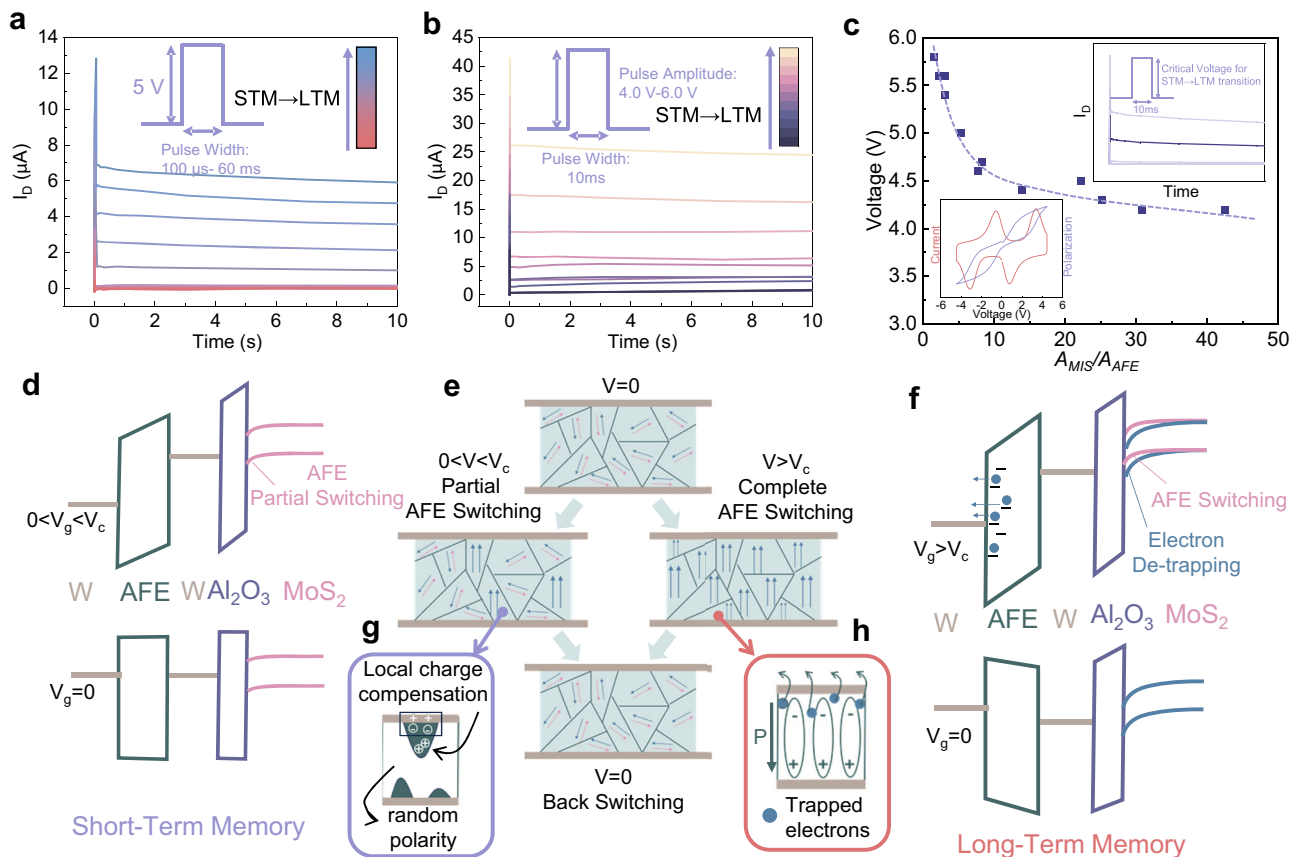 a
14
12
10
8
6
4
2
0
I_D (μA)
5 V
STM→LTM
Pulse Width:
100 μs- 60 ms
0 2 4 6 8 10
Time (s)
b
45
40
35
30
25
20
15
10
5
0
I_D (μA)
Pulse Amplitude:
4.0 V-6.0 V
STM→LTM
Pulse Width:
10ms
0 2 4 6 8 10
Time (s)
c
6.0
5.5
5.0
4.5
4.0
3.5
3.0
Voltage (V)
Critical Voltage for
STM→LTM transition
10ms
I_D
Time
Current
Polarization
-6 -4 -2 0 2 4 6
Voltage (V)
0 10 20 30 40 50
A_MIS/A_AFE
d
AFE
Partial Switching
0<V_g<V_c
W AFE W Al₂O₃ MoS₂
V_g=0
Short-Term Memory
e
V=0
0<V<V_c
Partial
AFE Switching
V>V_c
Complete
AFE Switching
V=0
Back Switching
f
AFE Switching
V_g>V_c
Electron
De-trapping
W AFE W Al₂O₃ MoS₂
V_g=0
Long-Term Memory
g
Local charge
compensation
+ +
- -
+ +
+
random
polarity
h
P
- - -
+ + +
Trapped
electrons